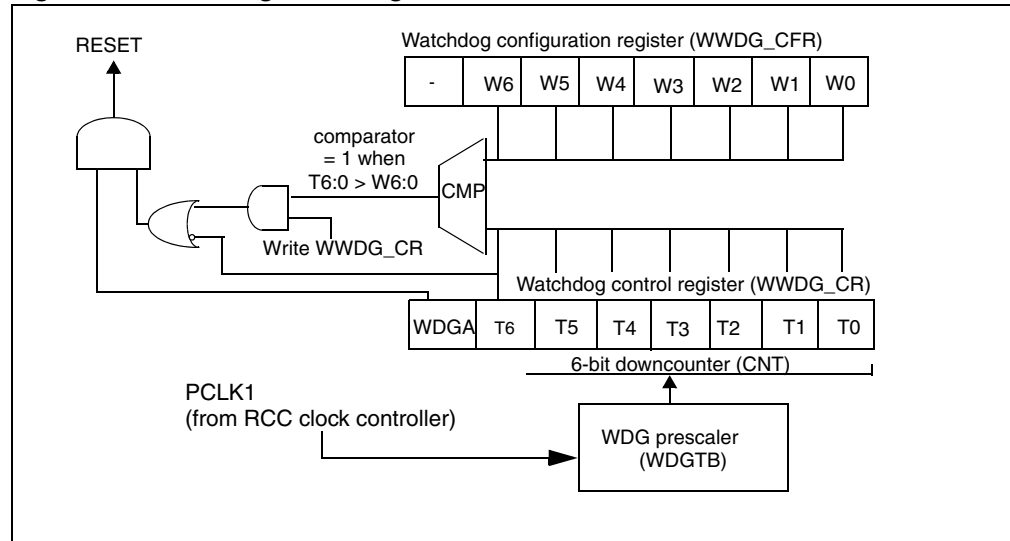 RESET
Watchdog configuration register (WWDG_CFR)
- W6 W5 W4 W3 W2 W1 W0
comparator
= 1 when
T6:0 > W6:0
CMP
Write WWDG_CR
Watchdog control register (WWDG_CR)
WDGA T6 T5 T4 T3 T2 T1 T0
6-bit downcounter (CNT)
PCLK1
(from RCC clock controller)
WDG prescaler
(WDGTB)